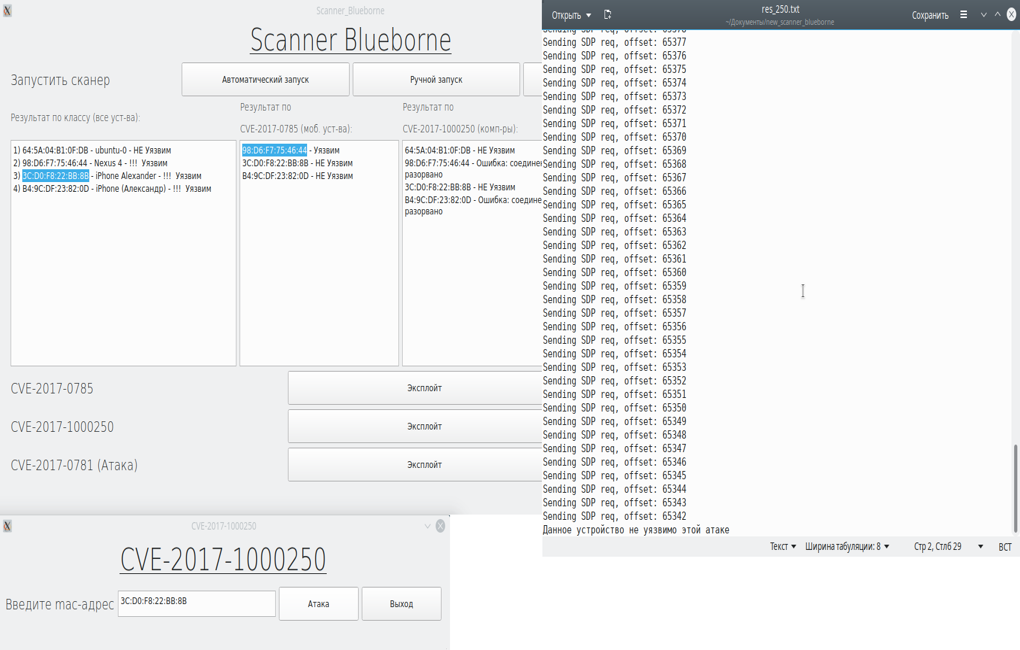 Scanner_Blueborne
Scanner Blueborne
Запустить сканер
Автоматический запуск
Ручной запуск
Результат по классу (все уст-ва):
Результат по
CVE-2017-0785 (моб. уст-ва):
Результат по
CVE-2017-1000250 (комп-ры):
1) 64:5A:04:B1:0F:DB - ubuntu-0 - НЕ Уязвим
2) 98:D6:F7:75:46:44 - Nexus 4 - !!! Уязвим
3) 3C:D0:F8:22:BB:8B - iPhone Alexander - !!! Уязвим
4) B4:9C:DF:23:82:0D - iPhone (Александр) - !!! Уязвим
98:D6:F7:75:46:44 - Уязвим
3C:D0:F8:22:BB:8B - НЕ Уязвим
B4:9C:DF:23:82:0D - НЕ Уязвим
64:5A:04:B1:0F:DB - НЕ Уязвим
98:D6:F7:75:46:44 - Ошибка: соедине
разорвано
3C:D0:F8:22:BB:8B - НЕ Уязвим
B4:9C:DF:23:82:0D - Ошибка: соедине
разорвано
CVE-2017-0785
Эксплойт
CVE-2017-1000250
Эксплойт
CVE-2017-0781 (Атака)
Эксплойт
CVE-2017-1000250
CVE-2017-1000250
Введите mac-адрес
3C:D0:F8:22:BB:8B
Атака
Выход
Открыть
res_250.txt
~/Документы/new_scanner_blueborne
Сохранить
Sending SDP req, offset: 65377
Sending SDP req, offset: 65376
Sending SDP req, offset: 65375
Sending SDP req, offset: 65374
Sending SDP req, offset: 65373
Sending SDP req, offset: 65372
Sending SDP req, offset: 65371
Sending SDP req, offset: 65370
Sending SDP req, offset: 65369
Sending SDP req, offset: 65368
Sending SDP req, offset: 65367
Sending SDP req, offset: 65366
Sending SDP req, offset: 65365
Sending SDP req, offset: 65364
Sending SDP req, offset: 65363
Sending SDP req, offset: 65362
Sending SDP req, offset: 65361
Sending SDP req, offset: 65360
Sending SDP req, offset: 65359
Sending SDP req, offset: 65358
Sending SDP req, offset: 65357
Sending SDP req, offset: 65356
Sending SDP req, offset: 65355
Sending SDP req, offset: 65354
Sending SDP req, offset: 65353
Sending SDP req, offset: 65352
Sending SDP req, offset: 65351
Sending SDP req, offset: 65350
Sending SDP req, offset: 65349
Sending SDP req, offset: 65348
Sending SDP req, offset: 65347
Sending SDP req, offset: 65346
Sending SDP req, offset: 65345
Sending SDP req, offset: 65344
Sending SDP req, offset: 65343
Sending SDP req, offset: 65342
Данное устройство не уязвимо этой атаке
Текст
Ширина табуляции: 8
Стр 2, Стлб 29
ВСТ